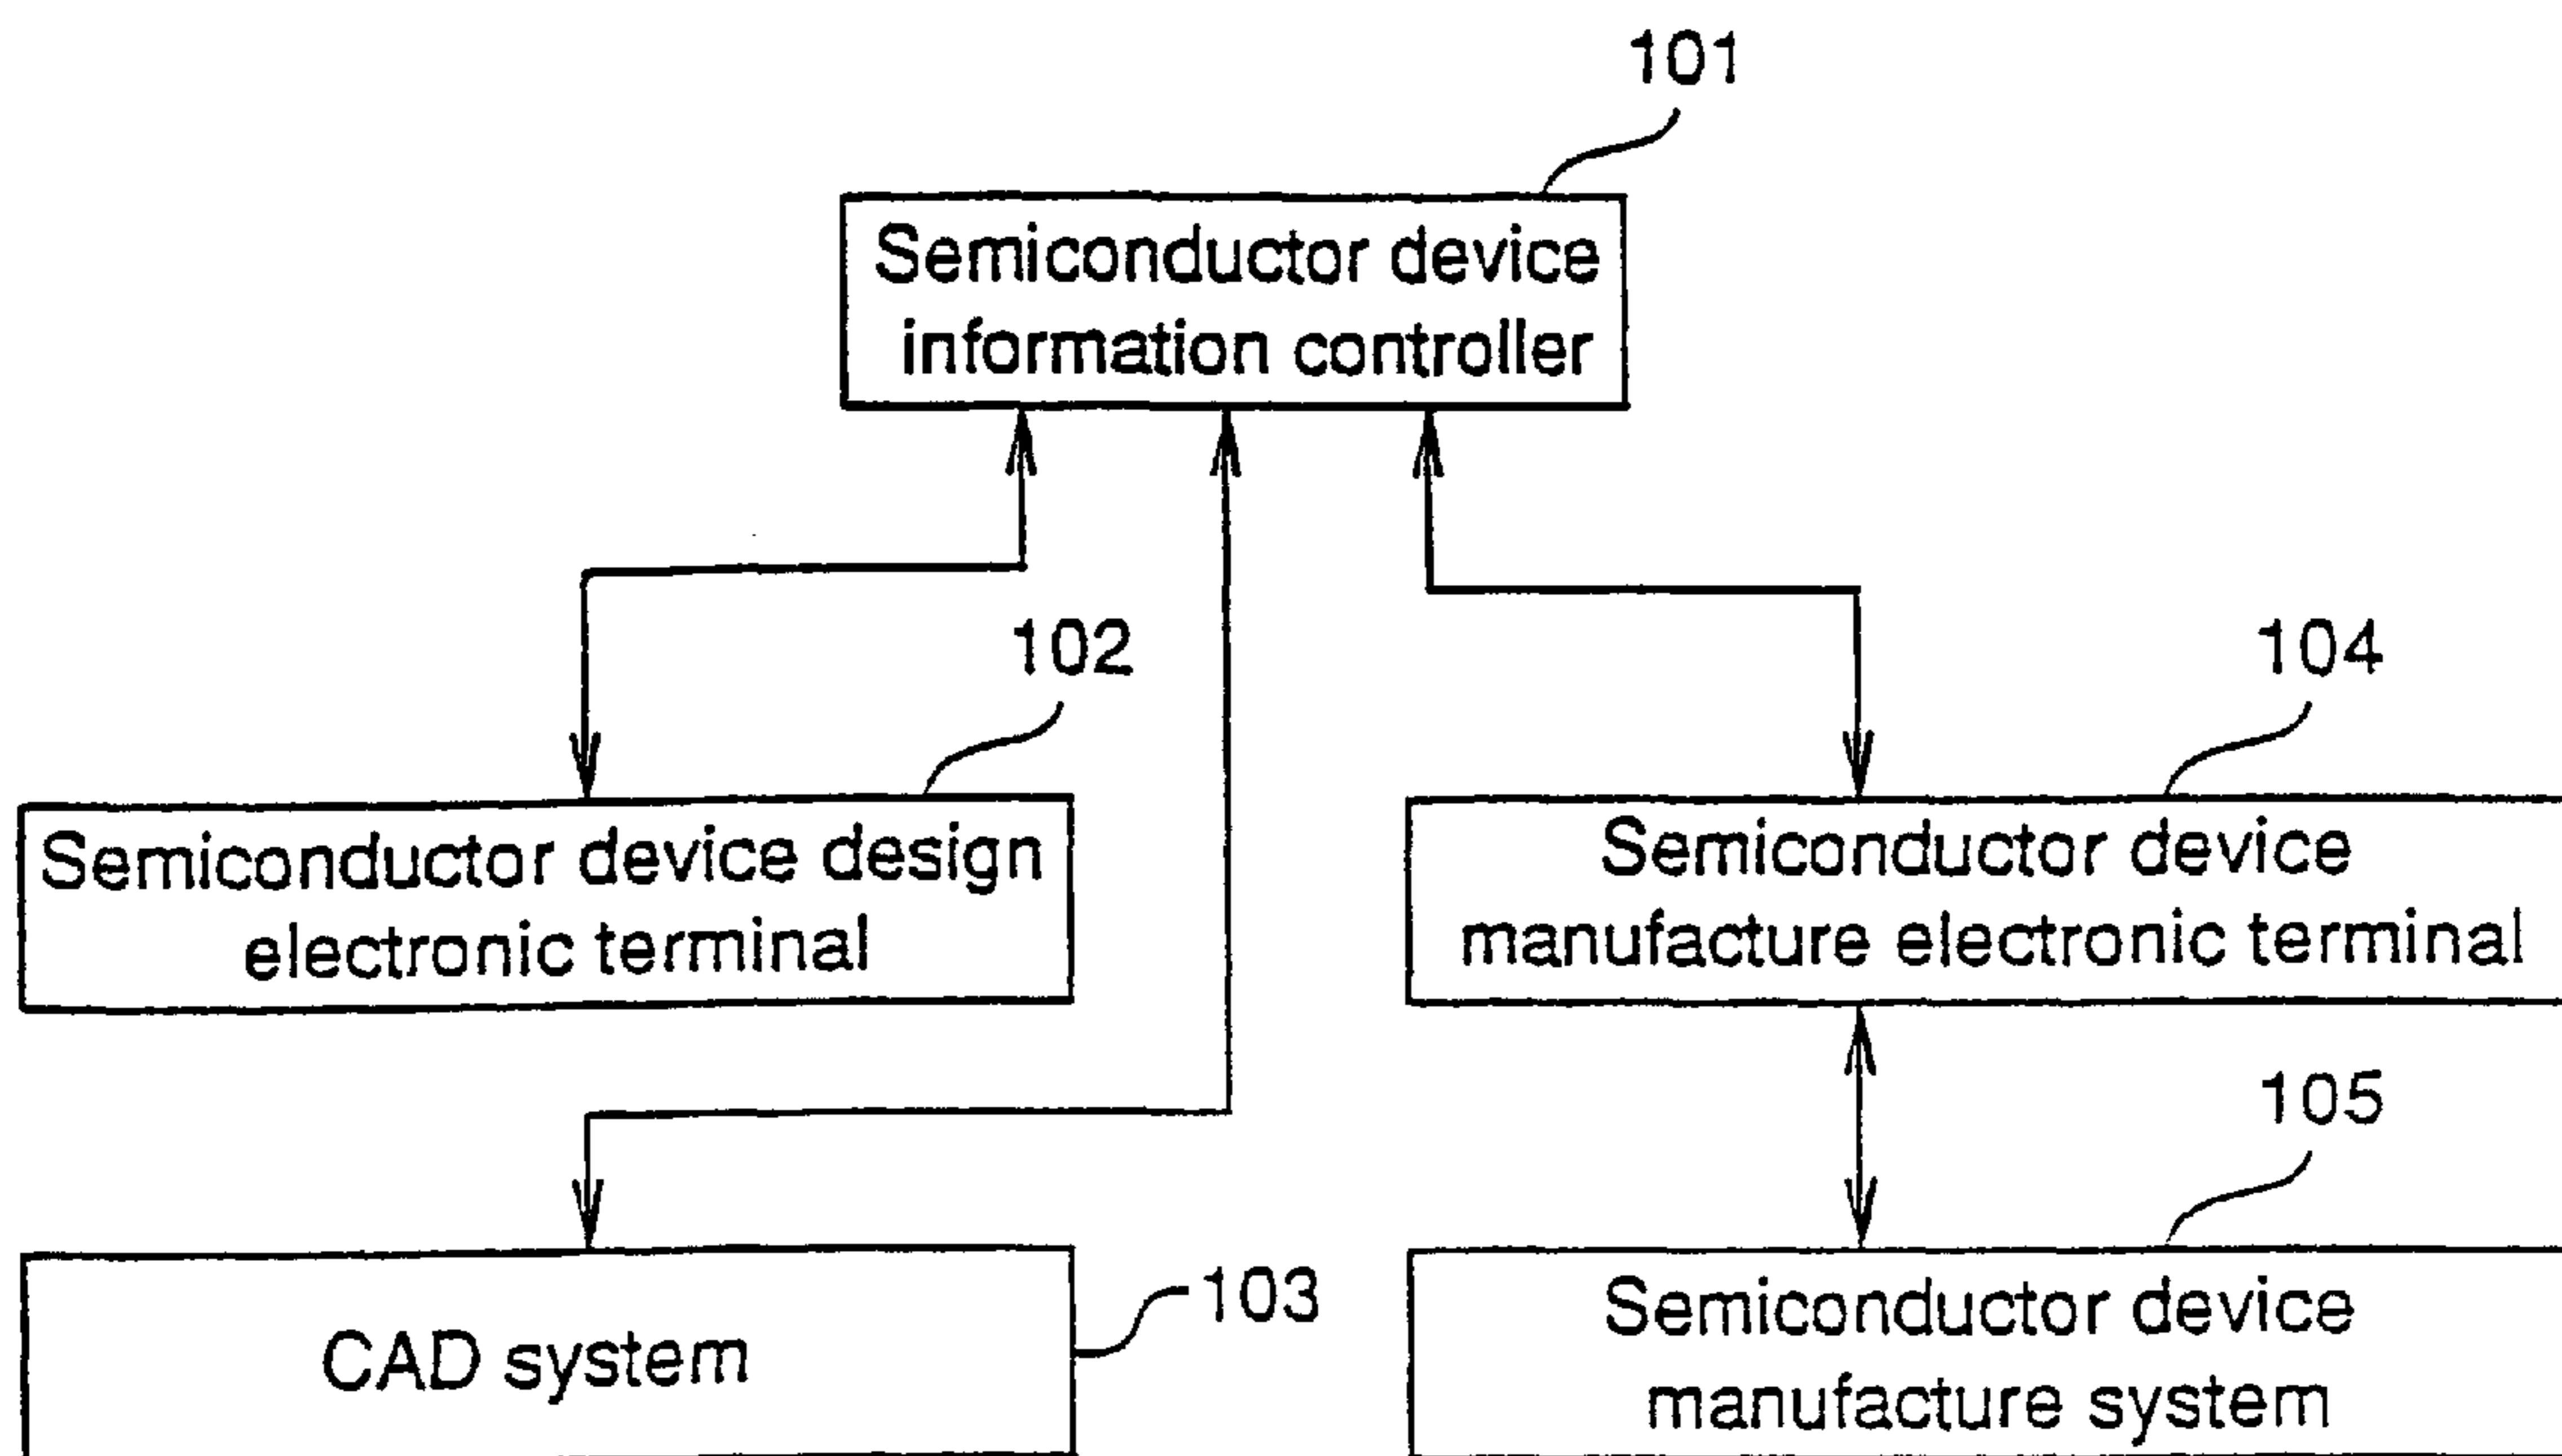 101
Semiconductor device
information controller
102
104
Semiconductor device design
electronic terminal
Semiconductor device
manufacture electronic terminal
105
103
CAD system
Semiconductor device
manufacture system